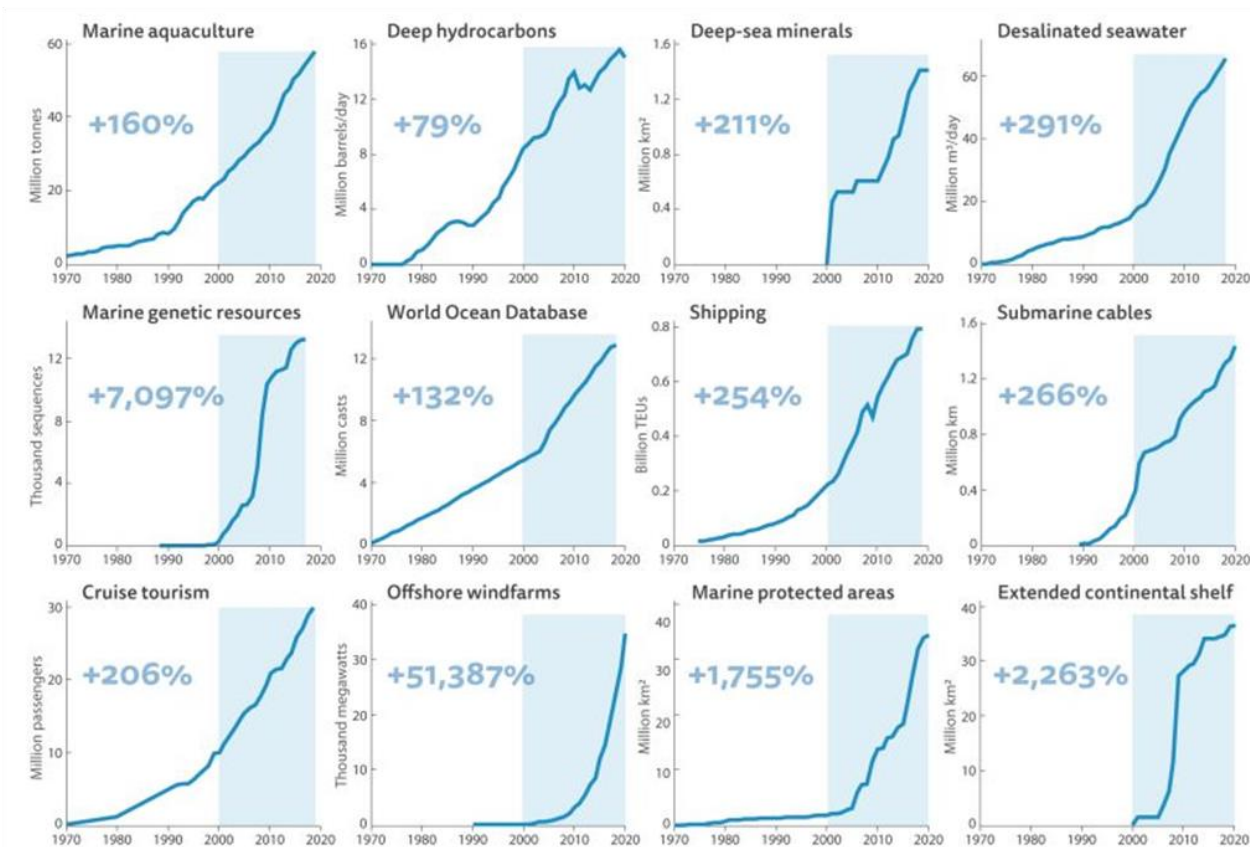 Marine aquaculture
Million tonnes
60
40
20
0
+160%
1970 1980 1990 2000 2010 2020
Deep hydrocarbons
Million barrels/day
16
12
8
4
0
+79%
1970 1980 1990 2000 2010 2020
Deep-sea minerals
Million km²
1.6
1.2
0.8
0.4
0
+211%
1970 1980 1990 2000 2010 2020
Desalinated seawater
Million m³/day
60
40
20
0
+291%
1970 1980 1990 2000 2010 2020
Marine genetic resources
Thousand sequences
12
8
4
0
+7,097%
1970 1980 1990 2000 2010 2020
World Ocean Database
Million casts
12
8
4
0
+132%
1970 1980 1990 2000 2010 2020
Shipping
Billion TEUs
0.8
0.6
0.4
0.2
0
+254%
1970 1980 1990 2000 2010 2020
Submarine cables
Million km
1.6
1.2
0.8
0.4
0
+266%
1970 1980 1990 2000 2010 2020
Cruise tourism
Million passengers
30
20
10
0
+206%
1970 1980 1990 2000 2010 2020
Offshore windfarms
Thousand megawatts
40
30
20
10
0
+51,387%
1970 1980 1990 2000 2010 2020
Marine protected areas
Million km²
40
30
20
10
0
+1,755%
1970 1980 1990 2000 2010 2020
Extended continental shelf
Million km²
40
30
20
10
0
+2,263%
1970 1980 1990 2000 2010 2020